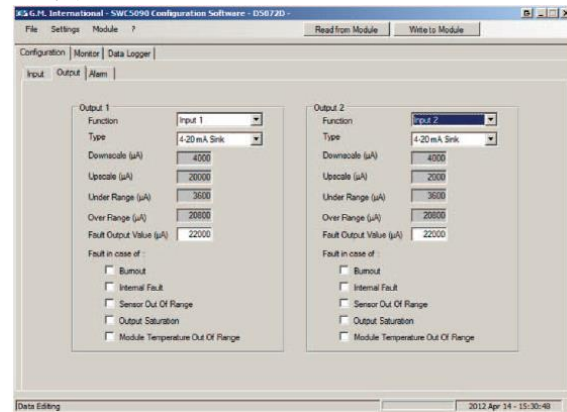 G.M. International - SWC5090 Configuration Software - D5072D -
File Settings Module ? Read from Module Write to Module
Configuration Monitor Data Logger
Input Output Alarm
Output 1
Function Input 1
Type 4-20 mA Sink
Downscale (µA) 4000
Upscale (µA) 20000
Under Range (µA) 3600
Over Range (µA) 20800
Fault Output Value (µA) 22000
Fault in case of :
Burnout
Internal Fault
Sensor Out Of Range
Output Saturation
Module Temperature Out Of Range
Output 2
Function Input 2
Type 4-20 mA Sink
Downscale (µA) 4000
Upscale (µA) 2000
Under Range (µA) 3600
Over Range (µA) 20800
Fault Output Value (µA) 22000
Fault in case of :
Burnout
Internal Fault
Sensor Out Of Range
Output Saturation
Module Temperature Out Of Range
Data Editing 2012 Apr 14 - 15:30:48